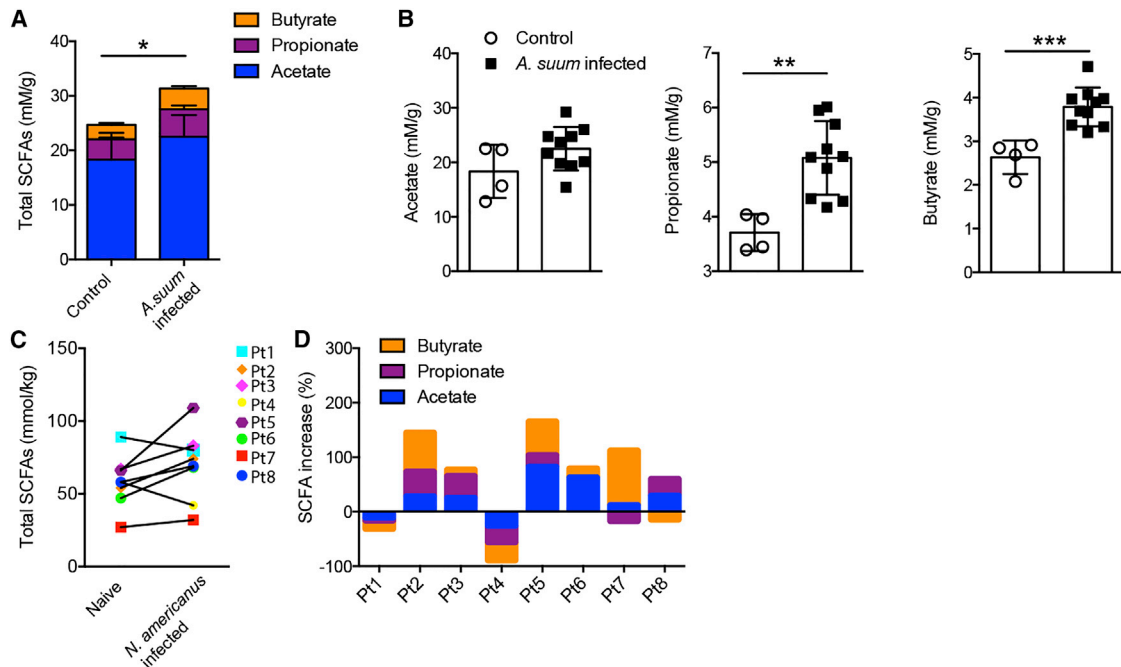 A
Butyrate
Propionate
Acetate
*
Total SCFAs (mM/g)
40
30
20
10
0
Control
A.suum
infected
B
Control
A. suum infected
Acetate (mM/g)
40
30
20
10
0
**
Propionate (mM/g)
7
6
5
4
3
***
Butyrate (mM/g)
5
4
3
2
1
0
C
Total SCFAs (mmol/kg)
150
100
50
0
Naive
N. americanus
infected
Pt1
Pt2
Pt3
Pt4
Pt5
Pt6
Pt7
Pt8
D
Butyrate
Propionate
Acetate
SCFA increase (%)
200
100
0
-100
Pt1
Pt2
Pt3
Pt4
Pt5
Pt6
Pt7
Pt8